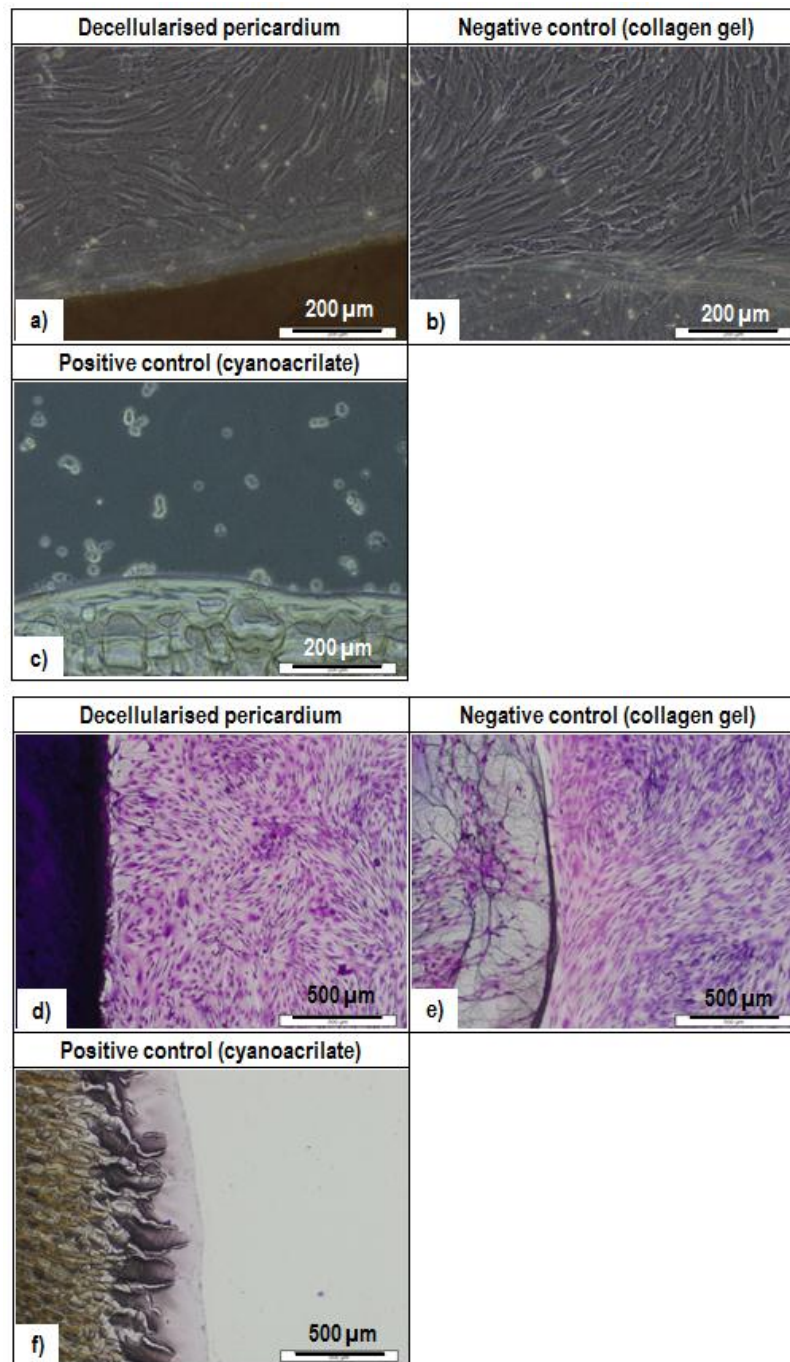 Decellularised pericardium
Negative control (collagen gel)
a)
200 µm
b)
200 µm
Positive control (cyanoacrilate)
c)
200 µm
Decellularised pericardium
Negative control (collagen gel)
d)
500 µm
e)
500 µm
Positive control (cyanoacrilate)
f)
500 µm